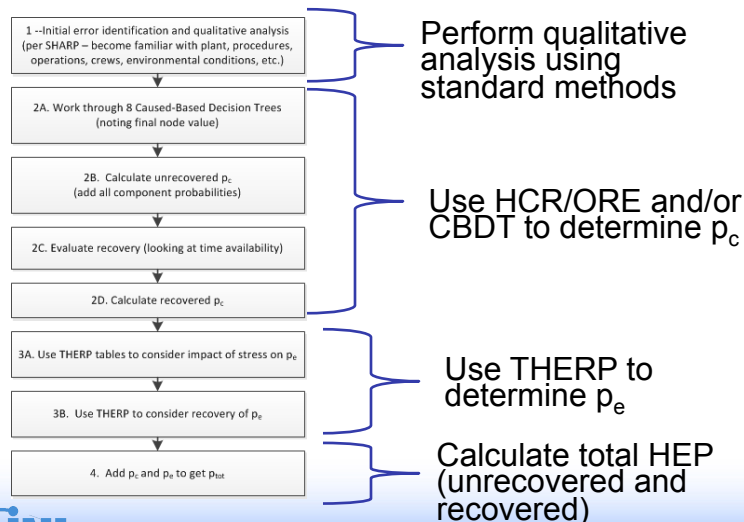 1 --Initial error identification and qualitative analysis
(per SHARP – become familiar with plant, procedures,
operations, crews, environmental conditions, etc.)
Perform qualitative
analysis using
standard methods
2A. Work through 8 Caused-Based Decision Trees
(noting final node value)
2B. Calculate unrecovered pc
(add all component probabilities)
2C. Evaluate recovery (looking at time availability)
2D. Calculate recovered pc
Use HCR/ORE and/or
CBDT to determine pc
3A. Use THERP tables to consider impact of stress on pe
3B. Use THERP to consider recovery of pe
Use THERP to
determine pe
4. Add pc and pe to get ptot
Calculate total HEP
(unrecovered and
recovered)